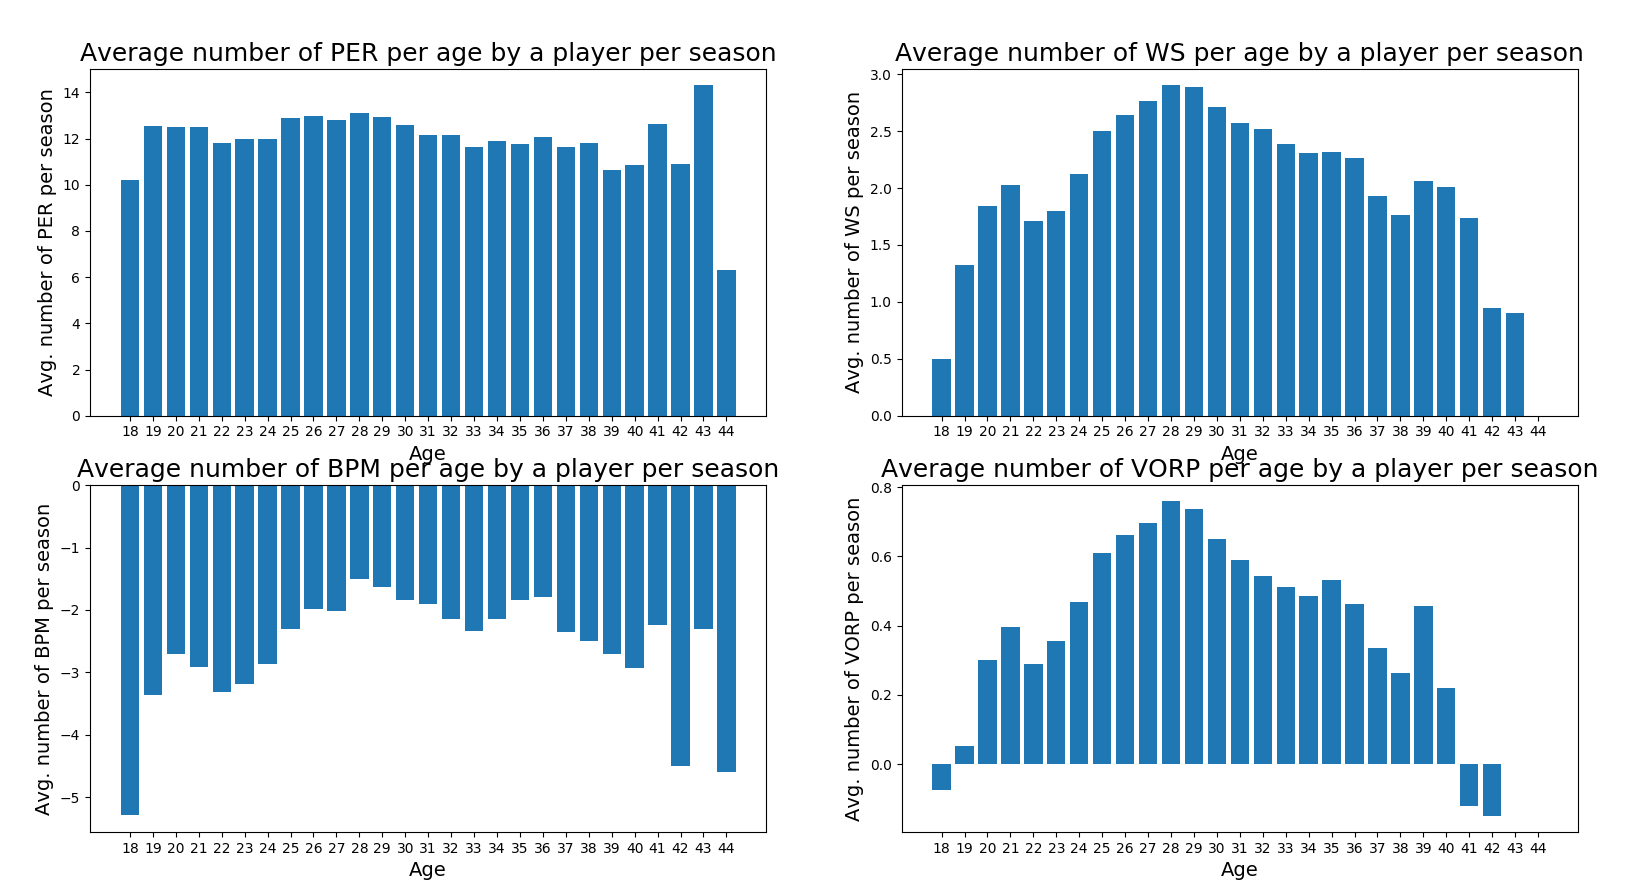 Average number of PER per age by a player per season
Avg. number of PER per season
14
12
10
8
6
4
2
0
18 19 20 21 22 23 24 25 26 27 28 29 30 31 32 33 34 35 36 37 38 39 40 41 42 43 44
Age
Average number of WS per age by a player per season
Avg. number of WS per season
3.0
2.5
2.0
1.5
1.0
0.5
0.0
18 19 20 21 22 23 24 25 26 27 28 29 30 31 32 33 34 35 36 37 38 39 40 41 42 43 44
Age
Average number of BPM per age by a player per season
Avg. number of BPM per season
0
−1
−2
−3
−4
−5
18 19 20 21 22 23 24 25 26 27 28 29 30 31 32 33 34 35 36 37 38 39 40 41 42 43 44
Age
Average number of VORP per age by a player per season
Avg. number of VORP per season
0.8
0.6
0.4
0.2
0.0
18 19 20 21 22 23 24 25 26 27 28 29 30 31 32 33 34 35 36 37 38 39 40 41 42 43 44
Age